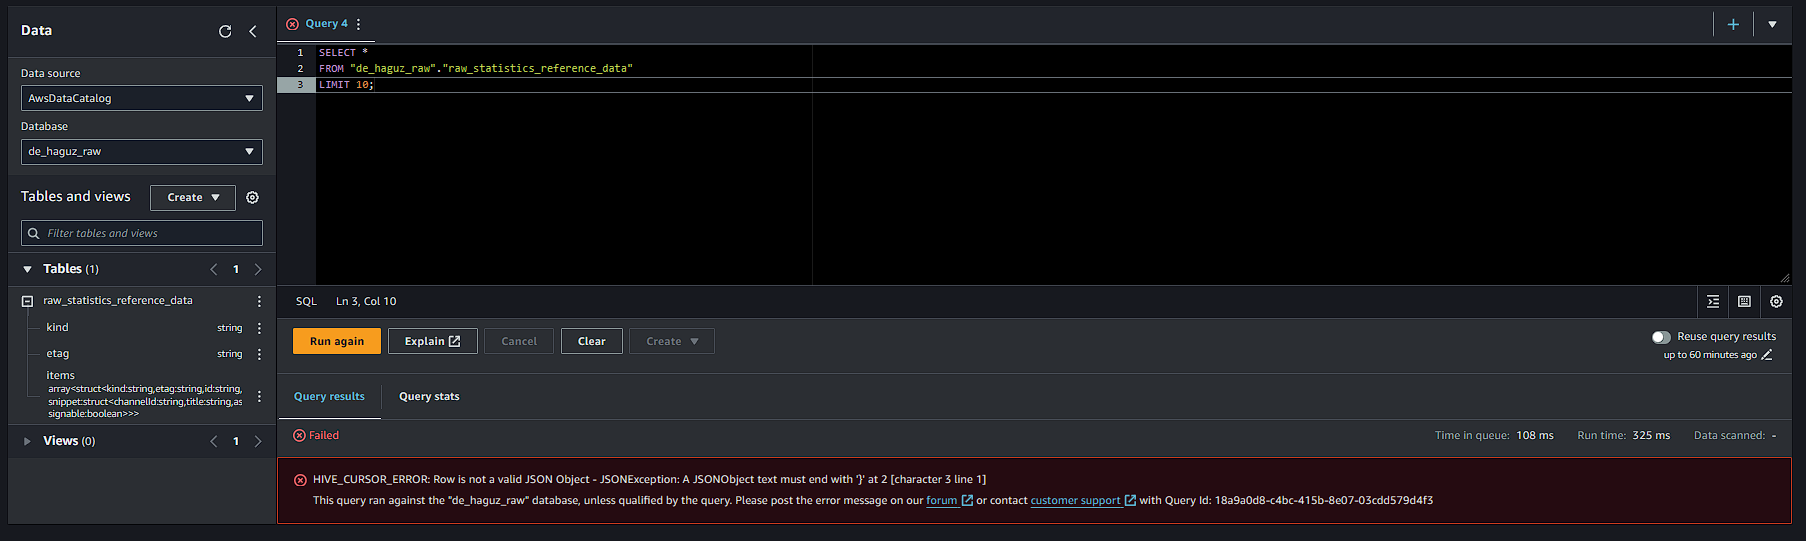 Data
Data source
AwsDataCatalog
Database
de_haguz_raw
Tables and views
Create
Filter tables and views
Tables (1)
1
raw_statistics_reference_data
kind string
etag string
items
array<struct<kind:string,etag:string,id:string,
snippet:struct<channelId:string,title:string,as
signable:boolean>>>
Views (0)
1
Query 4
1 SELECT *
2 FROM "de_haguz_raw"."raw_statistics_reference_data"
3 LIMIT 10;
SQL Ln 3, Col 10
Run again Explain Cancel Clear Create
Reuse query results
up to 60 minutes ago
Query results Query stats
Failed Time in queue: 108 ms Run time: 325 ms Data scanned: -
HIVE_CURSOR_ERROR: Row is not a valid JSON Object - JSONException: A JSONObject text must end with '}' at 2 [character 3 line 1]
This query ran against the "de_haguz_raw" database, unless qualified by the query. Please post the error message on our forum or contact customer support with Query Id: 18a9a0d8-c4bc-415b-8e07-03cdd579d4f3